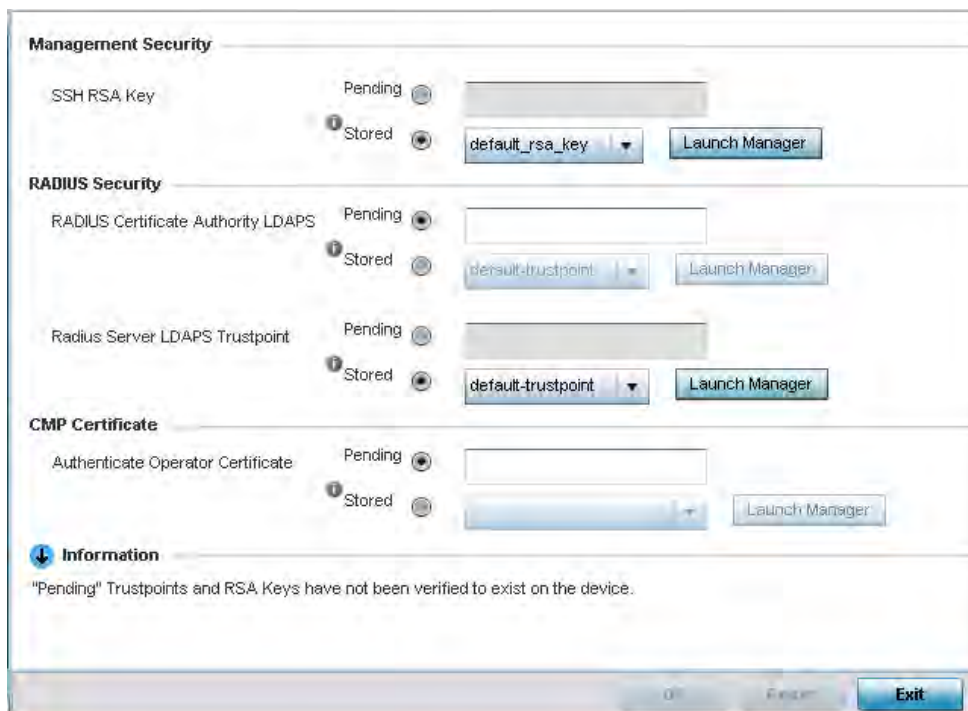 Management Security
SSH RSA Key
Pending
Stored
default_rsa_key
Launch Manager
RADIUS Security
RADIUS Certificate Authority LDAPS
Pending
Stored
default-trustpoint
Launch Manager
Radius Server LDAPS Trustpoint
Pending
Stored
default-trustpoint
Launch Manager
CMP Certificate
Authenticate Operator Certificate
Pending
Stored
Launch Manager
Information
"Pending" Trustpoints and RSA Keys have not been verified to exist on the device.
Exit